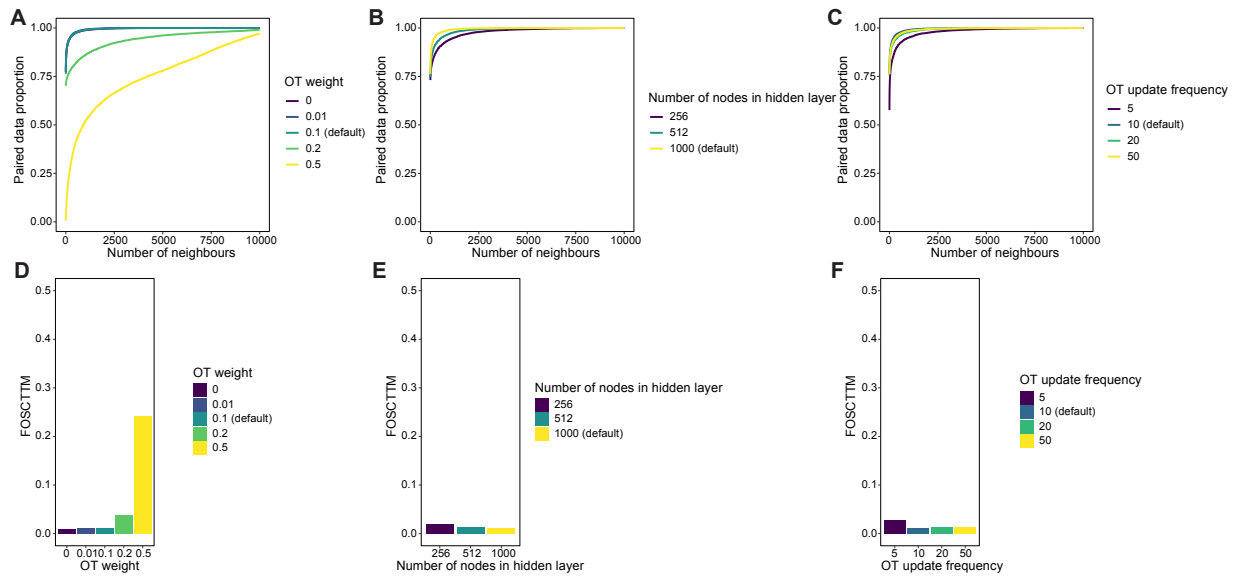 A
1.00
0.75
0.50
0.25
0.00
Paired data proportion
0 2500 5000 7500 10000
Number of neighbours
OT weight
0
0.01
0.1 (default)
0.2
0.5
B
1.00
0.75
0.50
0.25
0.00
Paired data proportion
0 2500 5000 7500 10000
Number of neighbours
Number of nodes in hidden layer
256
512
1000 (default)
C
1.00
0.75
0.50
0.25
0.00
Paired data proportion
0 2500 5000 7500 10000
Number of neighbours
OT update frequency
5
10 (default)
20
50
D
0.5
0.4
0.3
0.2
0.1
0.0
FOSCTTM
0 0.01 0.1 0.2 0.5
OT weight
OT weight
0
0.01
0.1 (default)
0.2
0.5
E
0.5
0.4
0.3
0.2
0.1
0.0
FOSCTTM
256 512 1000
Number of nodes in hidden layer
Number of nodes in hidden layer
256
512
1000 (default)
F
0.5
0.4
0.3
0.2
0.1
0.0
FOSCTTM
5 10 20 50
OT update frequency
OT update frequency
5
10 (default)
20
50